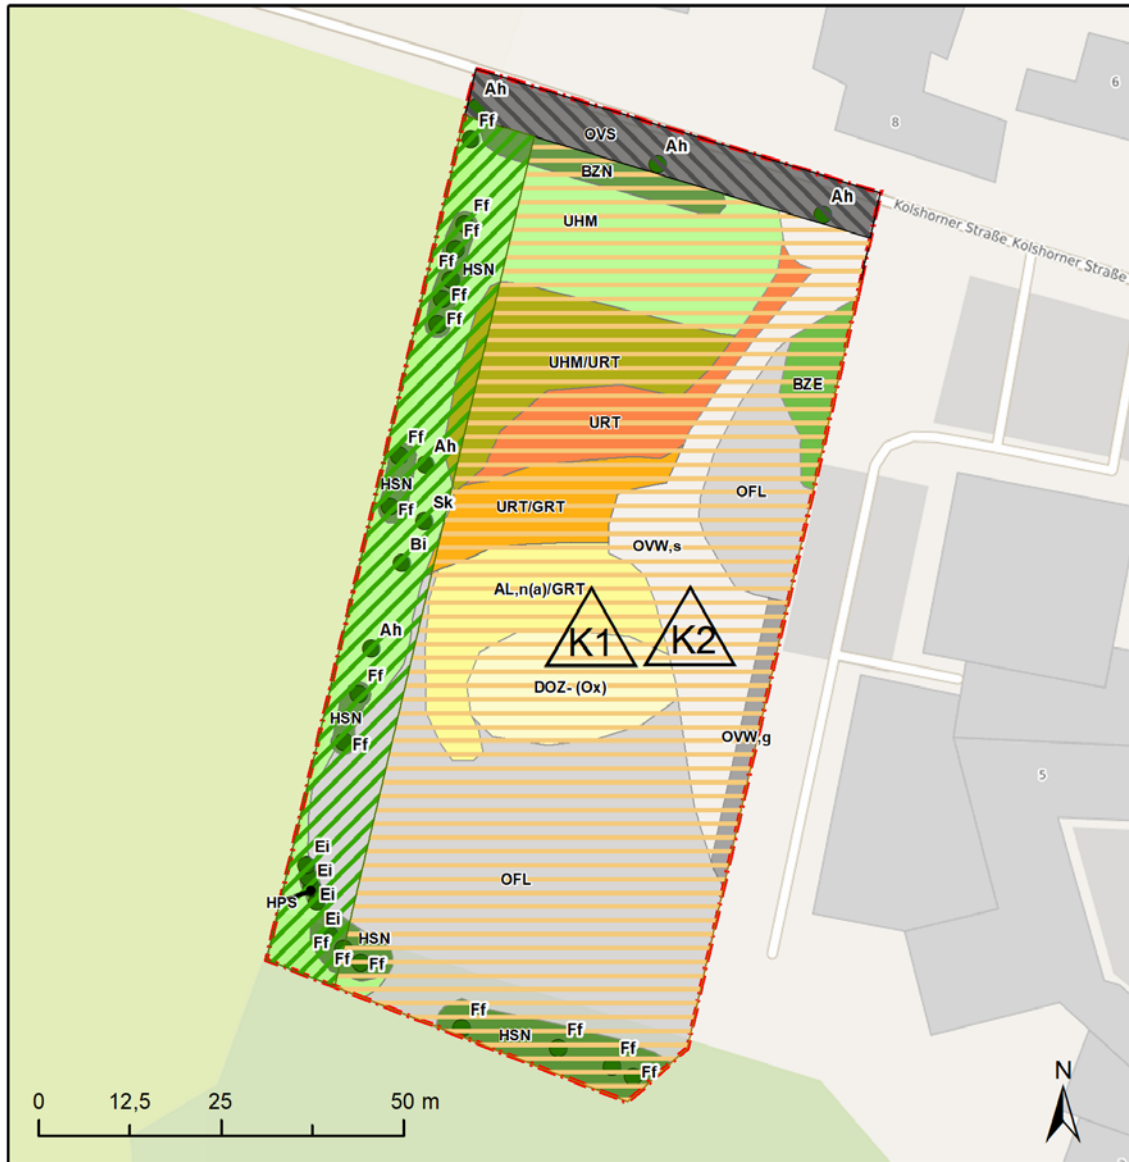 6
8
Ah
Ff
OVS
Ah
BZN
Ah
Ff
UHM
Kolshorner Straße Kolshorner Straße
Ff
Ff
HSN
Ff
Ff
UHM/URT
BZE
URT
Ff
Ah
HSN
OFL
Sk
URT/GRT
Ff
Bi
OVW,s
AL,n(a)/GRT
K1
K2
Ah
DOZ- (Ox)
Ff
HSN
OVW,g
Ff
5
Ei
Ei
OFL
Ei
HPS
Ei
Ff
HSN
Ff
Ff
Ff
HSN
Ff
Ff
Ff
N
0 12,5 25 50 m